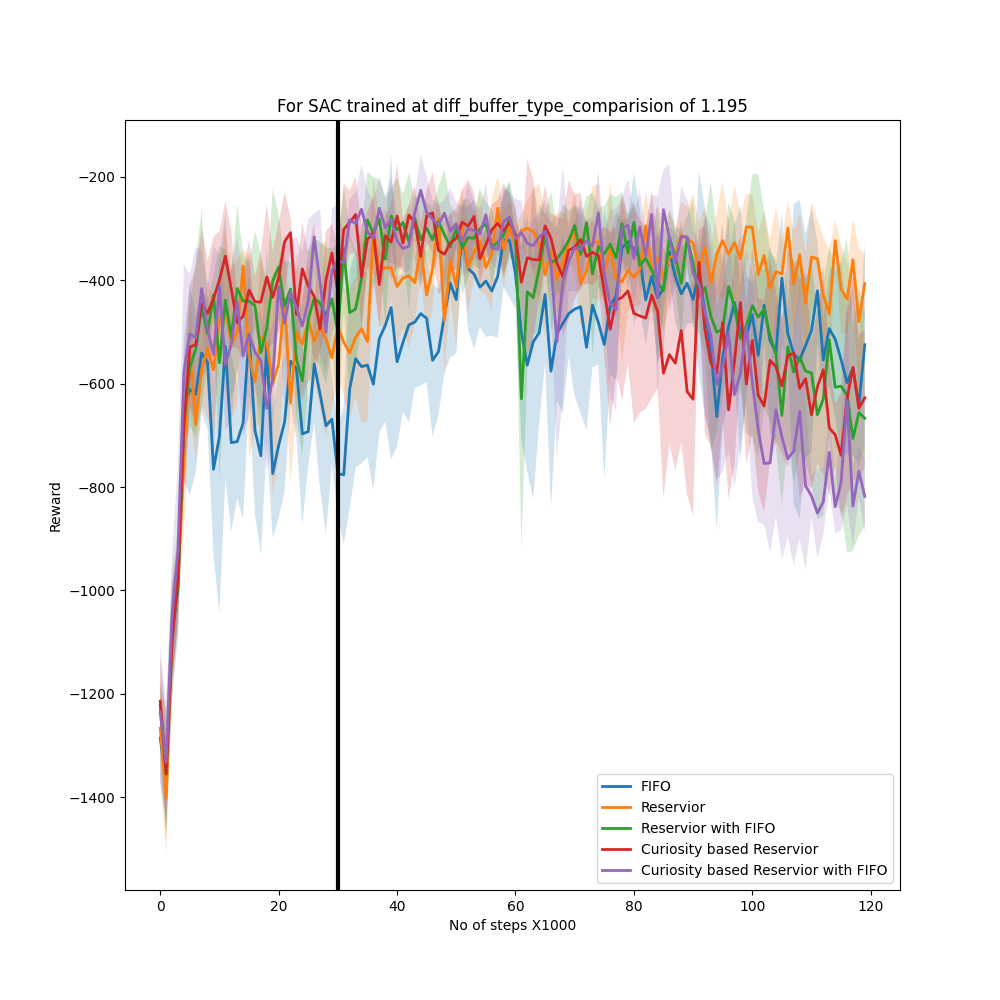 For SAC trained at diff_buffer_type_comparision of 1.195
−200
−400
−600
−800
−1000
−1200
−1400
Reward
0 20 40 60 80 100 120
No of steps X1000
FIFO
Reservior
Reservior with FIFO
Curiosity based Reservior
Curiosity based Reservior with FIFO